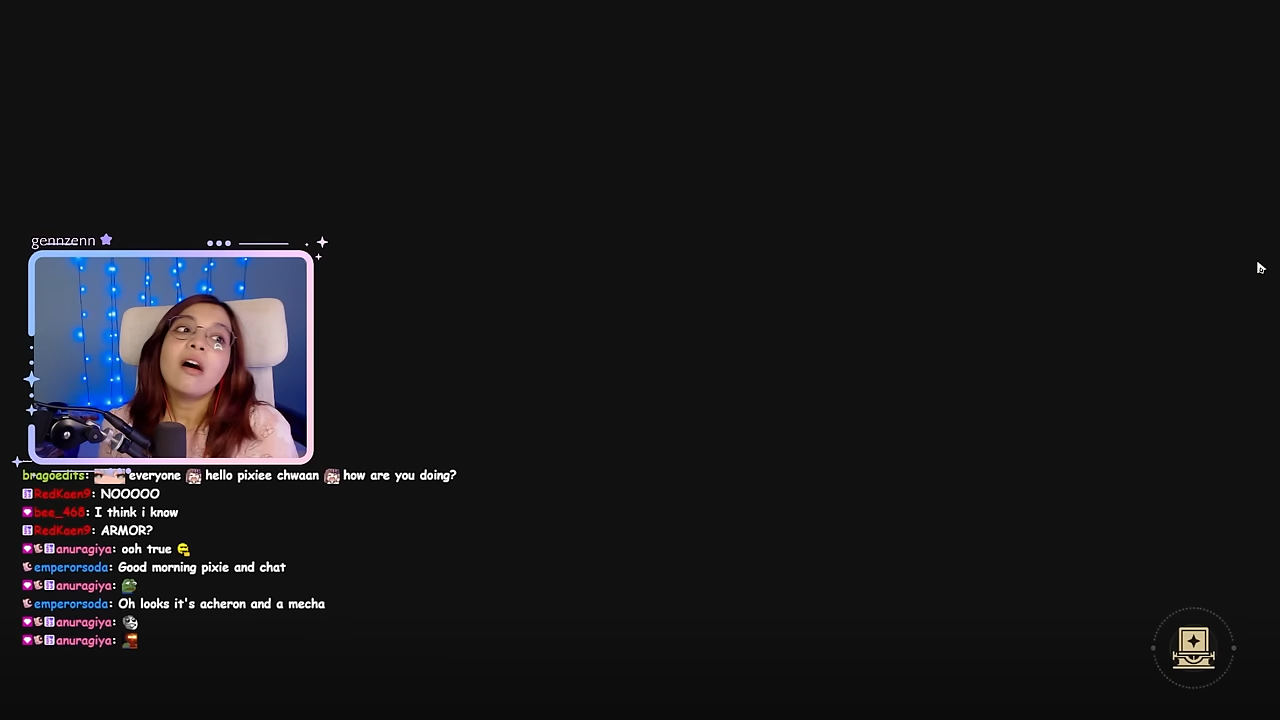 gennzenn
bragoedits: everyone hello pixiee chwaan how are you doing?
RedKaen9: NOOOOO
bee_468: I think i know
RedKaen9: ARMOR?
anuragiya: ooh true
emperorsoda: Good morning pixie and chat
anuragiya:
emperorsoda: Oh looks it's acheron and a mecha
anuragiya:
anuragiya: